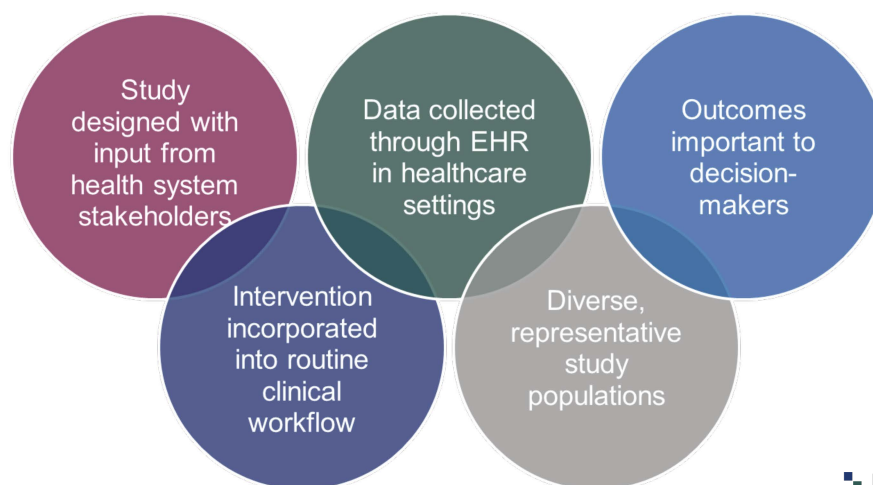 Study
designed with
input from
health system
stakeholders
Data collected
through EHR
in healthcare
settings
Outcomes
important to
decision-
makers
Intervention
incorporated
into routine
clinical
workflow
Diverse,
representative
study
populations